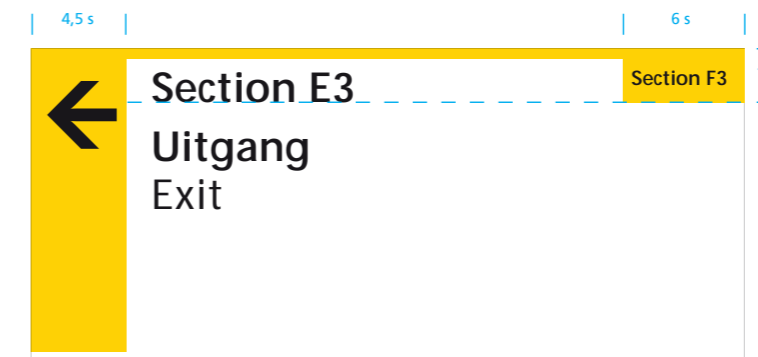 4,5 s
6 s
Section E3
Section F3
Uitgang
Exit